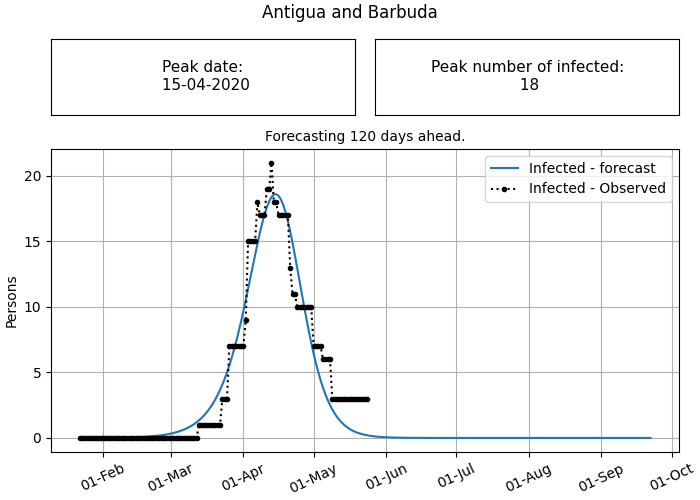 Antigua and Barbuda
Peak date:
15-04-2020
Peak number of infected:
18
Forecasting 120 days ahead.
Infected - forecast
Infected - Observed
Persons
20
15
10
5
0
01-Feb
01-Mar
01-Apr
01-May
01-Jun
01-Jul
01-Aug
01-Sep
01-Oct